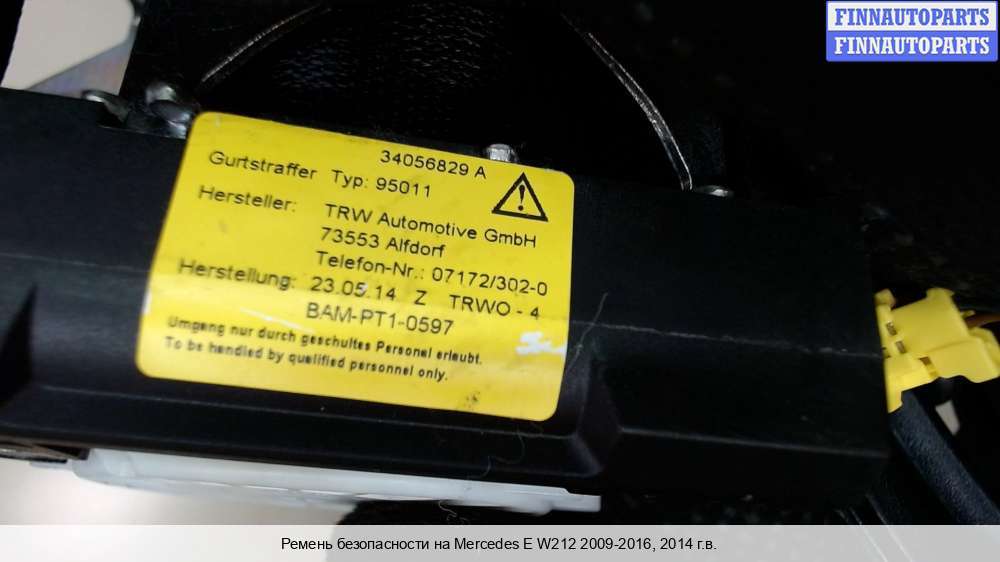 FINNAUTOPARTS
FINNAUTOPARTS
34056829 A
Gurtstraffer Typ: 95011
Hersteller: TRW Automotive GmbH
73553 Alfdorf
Telefon-Nr.: 07172/302-0
Herstellung: 23.05.14 Z TRWO - 4
BAM-PT1-0597
Umgang nur durch geschultes Personal erlaubt.
To be handled by qualified personnel only.
Ремень безопасности на Mercedes E W212 2009-2016, 2014 г.в.